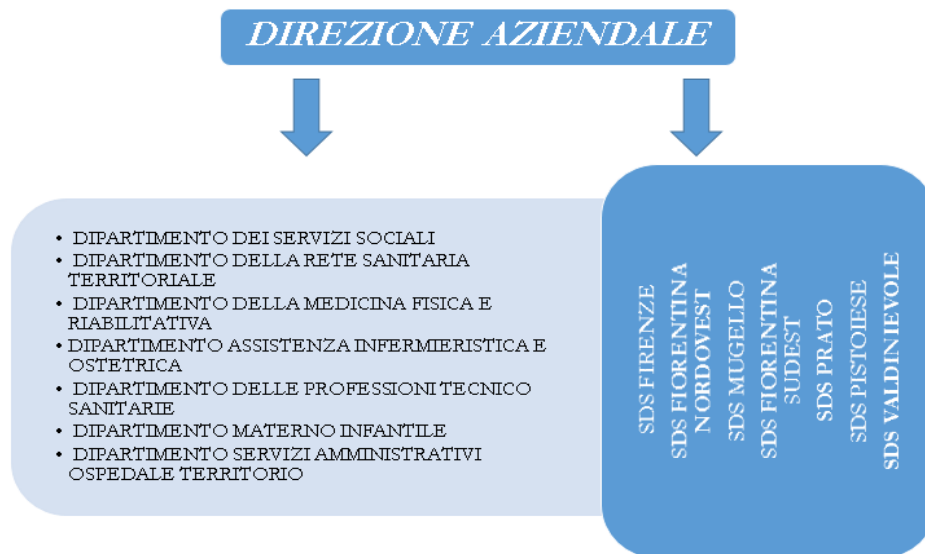 DIREZIONE AZIENDALE
• DIPARTIMENTO DEI SERVIZI SOCIALI
• DIPARTIMENTO DELLA RETE SANITARIA
TERRITORIALE
• DIPARTIMENTO DELLA MEDICINA FISICA E
RIABILITATIVA
• DIPARTIMENTO ASSISTENZA INFERMIERISTICA E
OSTETRICA
• DIPARTIMENTO DELLE PROFESSIONI TECNICO
SANITARIE
• DIPARTIMENTO MATERNO INFANTILE
• DIPARTIMENTO SERVIZI AMMINISTRATIVI
OSPEDALE TERRITORIO
SDS FIRENZE
SDS FIORENTINA
NORDOVEST
SDS MUGELLO
SDS FIORENTINA
SUDEST
SDS PRATO
SDS PISTOIESE
SDS VALDINIEVOLE